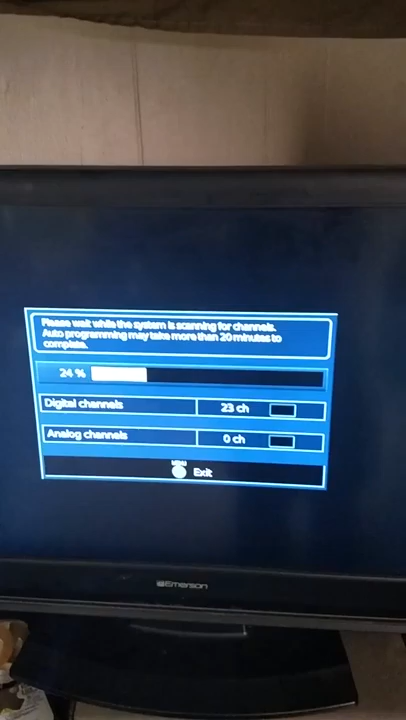 Please wait while the system is scanning for channels.
Auto programming may take more than 20 minutes to
complete.
24 %
Digital channels 23 ch
Analog channels 0 ch
MENU
Exit
Emerson